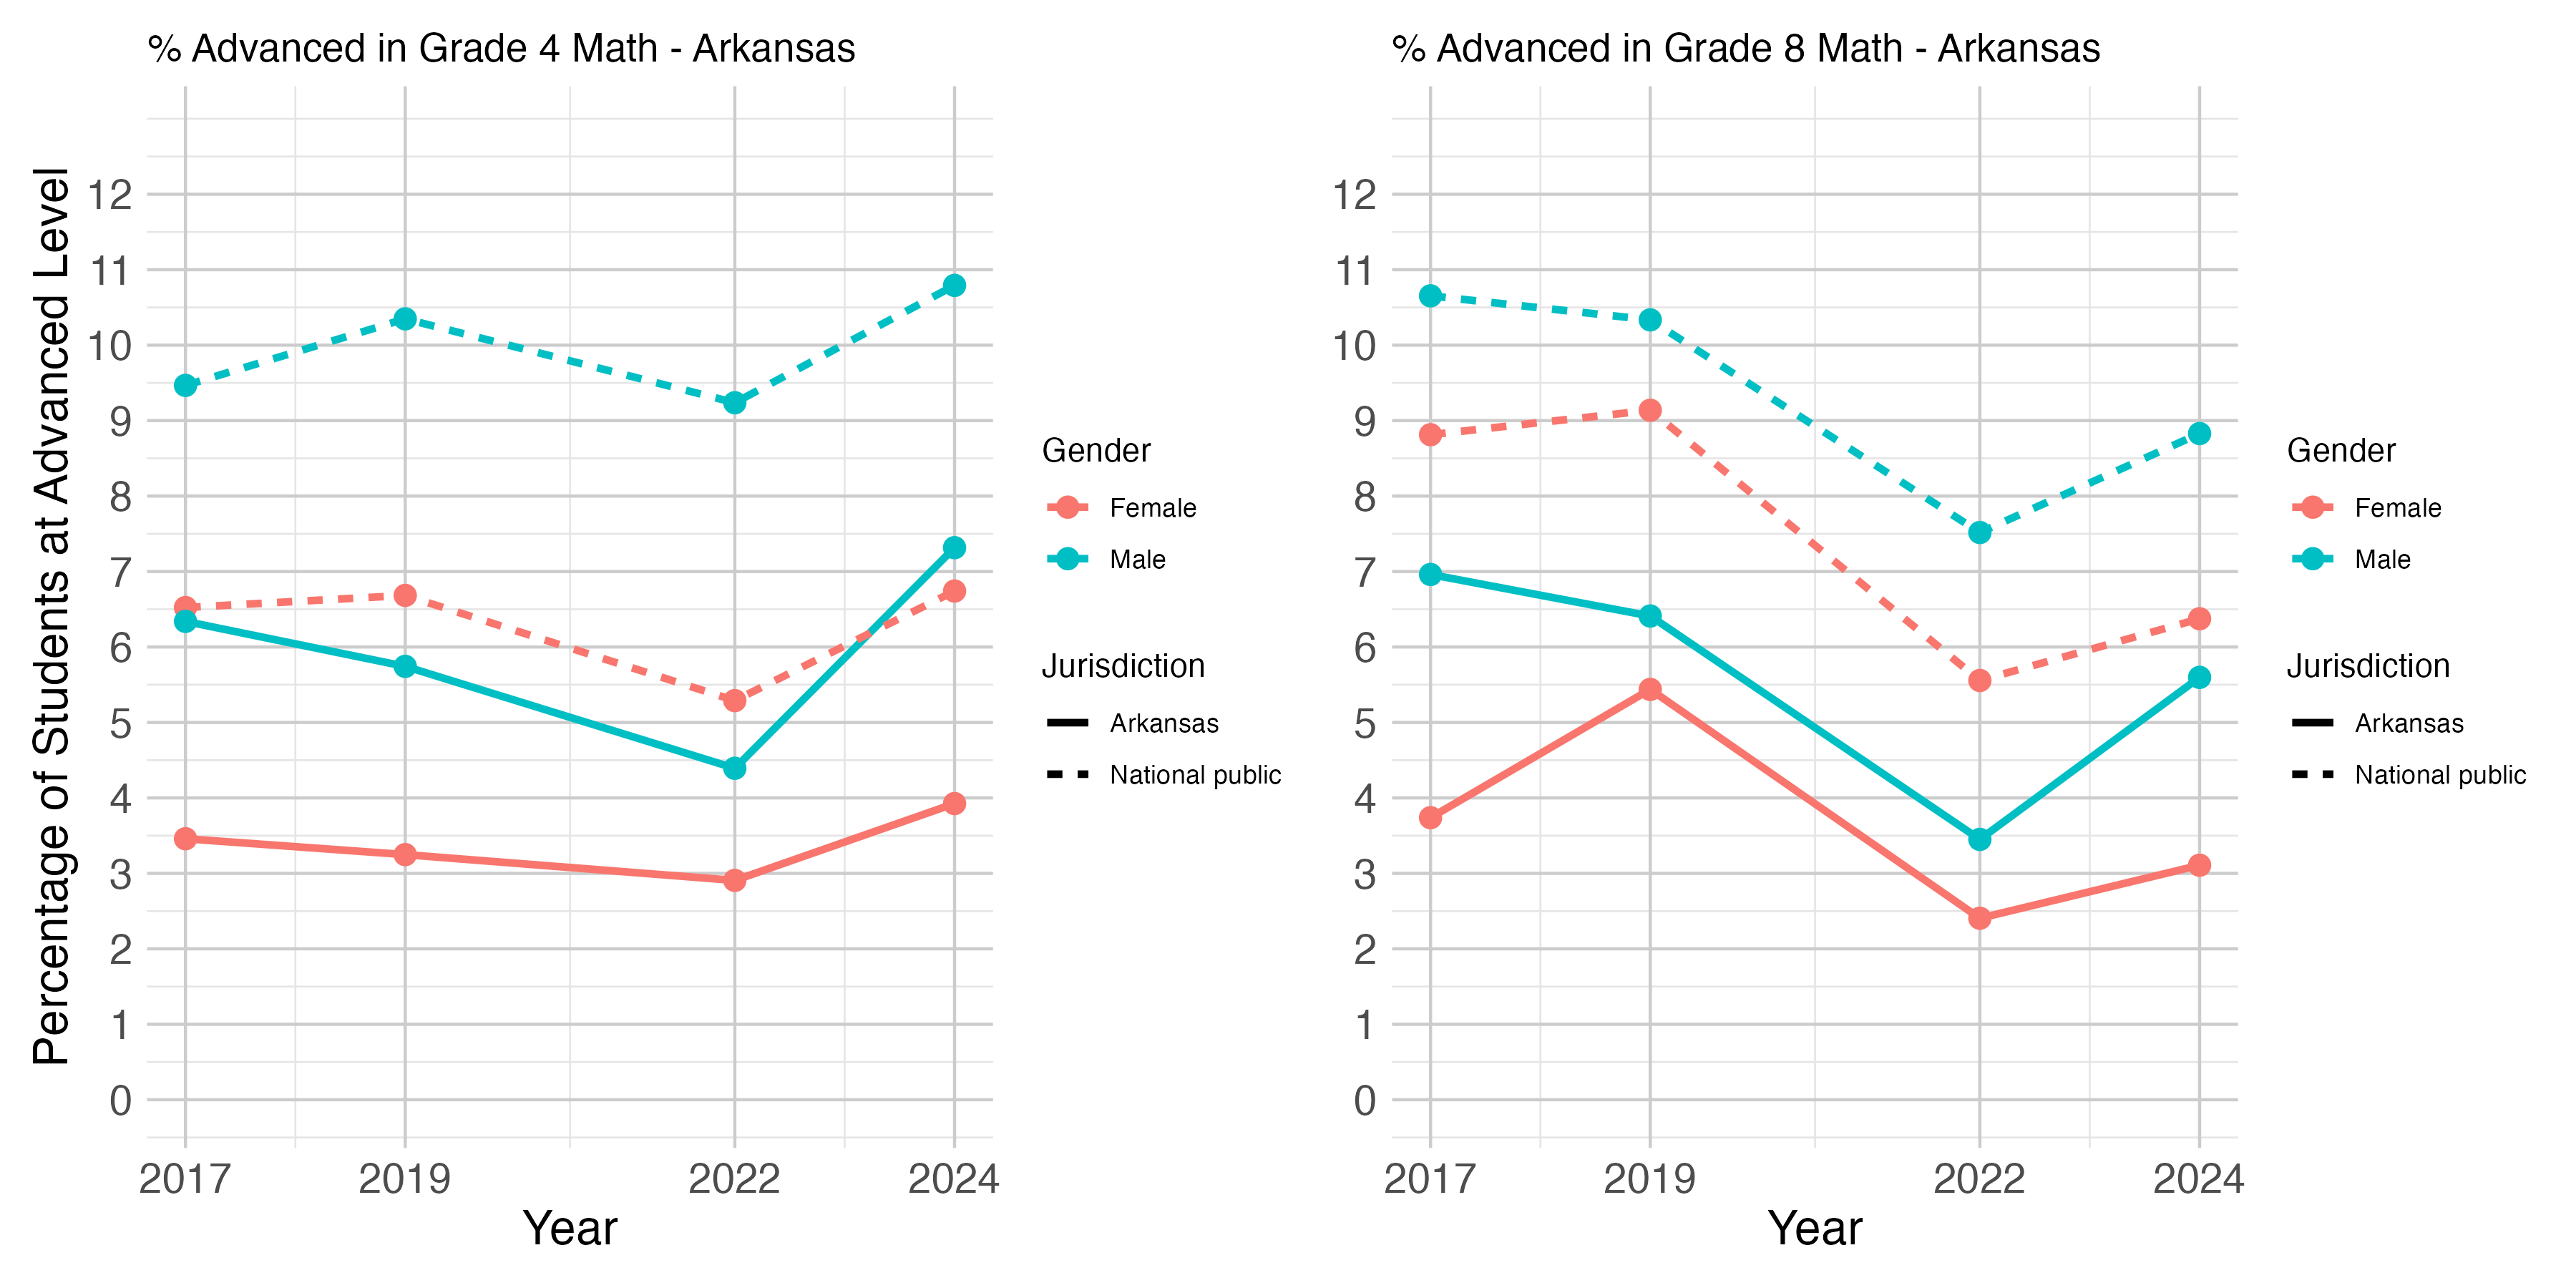 % Advanced in Grade 4 Math - Arkansas
Percentage of Students at Advanced Level
12
11
10
9
8
7
6
5
4
3
2
1
0
2017
2019
2022
2024
Year
Gender
Female
Male
Jurisdiction
Arkansas
National public
% Advanced in Grade 8 Math - Arkansas
12
11
10
9
8
7
6
5
4
3
2
1
0
2017
2019
2022
2024
Year
Gender
Female
Male
Jurisdiction
Arkansas
National public